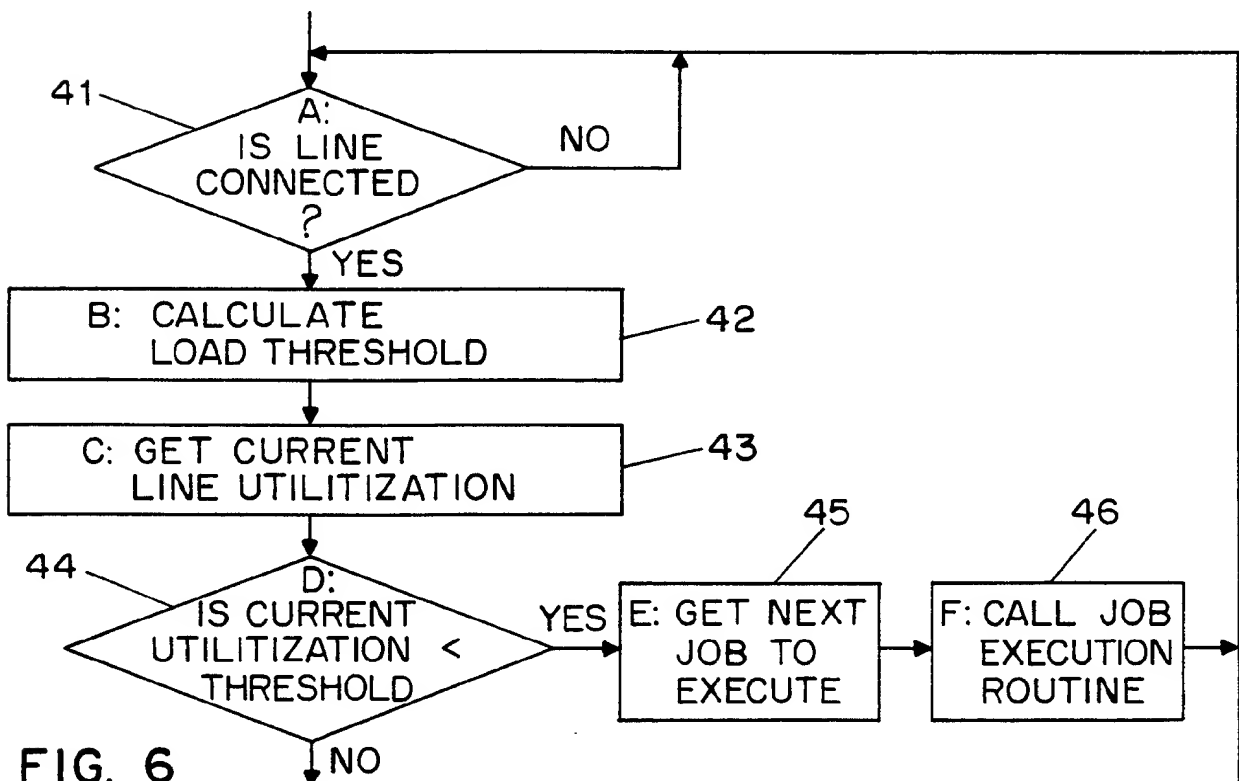 41
A:
IS LINE
CONNECTED
?
NO
YES
B: CALCULATE
LOAD THRESHOLD
42
C: GET CURRENT
LINE UTILITIZATION
43
44
D:
IS CURRENT
UTILITIZATION <
THRESHOLD
YES
45
E: GET NEXT
JOB TO
EXECUTE
46
F: CALL JOB
EXECUTION
ROUTINE
NO
FIG. 6